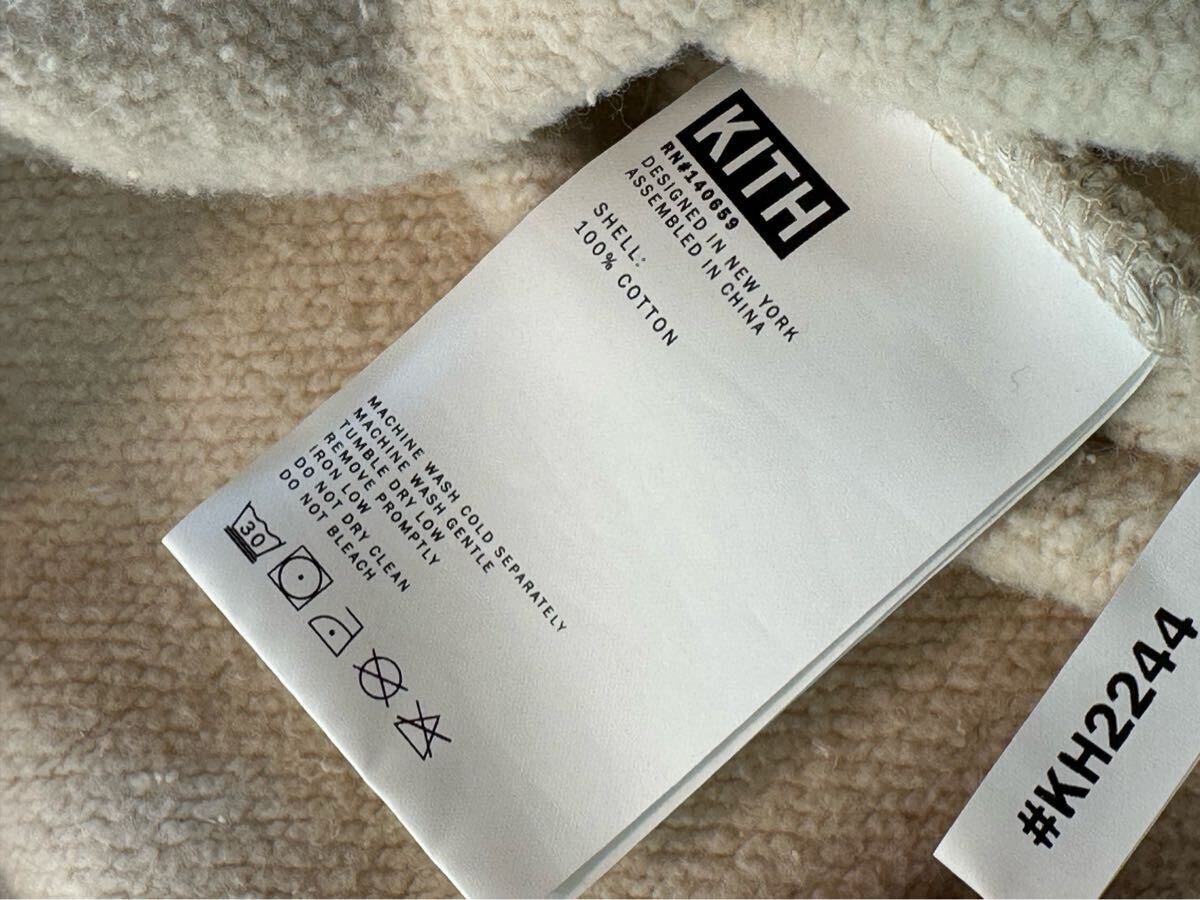 KITH
RN#140659
DESIGNED IN NEW YORK
ASSEMBLED IN CHINA
SHELL:
100% COTTON
MACHINE WASH COLD SEPARATELY
MACHINE WASH GENTLE
TUMBLE DRY LOW
REMOVE PROMPTLY
IRON LOW
DO NOT DRY CLEAN
DO NOT BLEACH
30
#KH2244